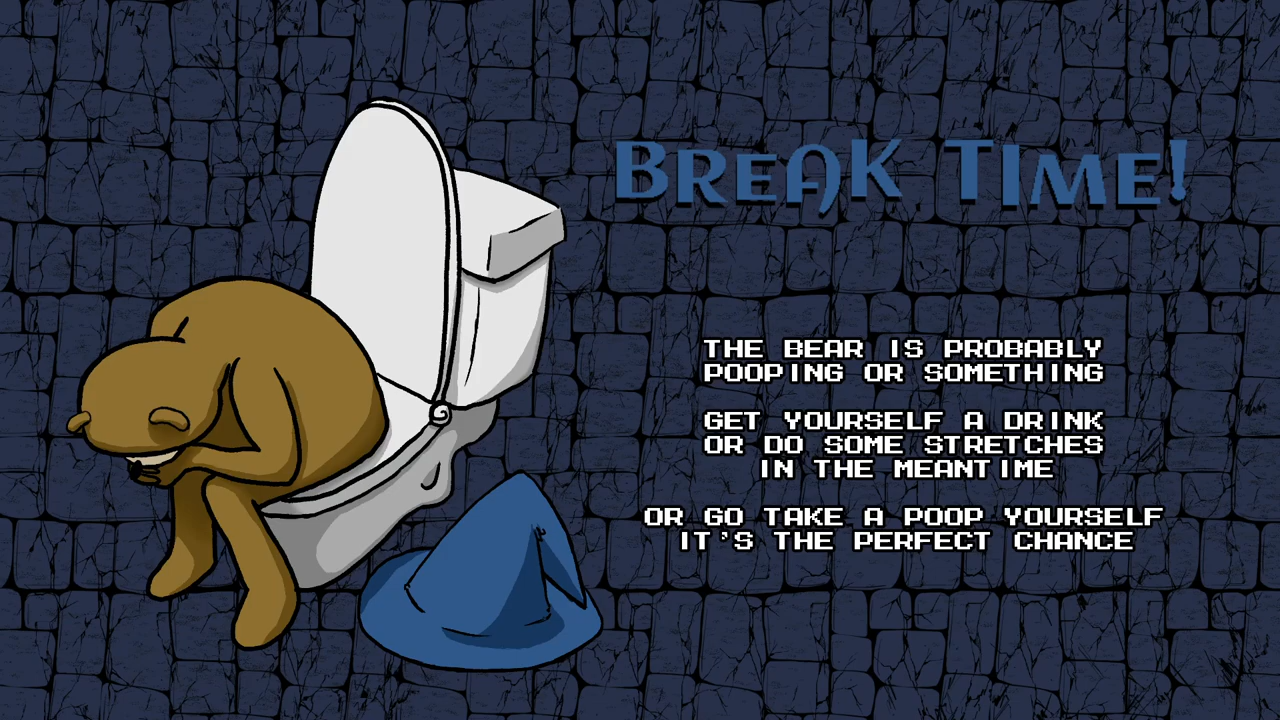 BREAK TIME!
THE BEAR IS PROBABLY
POOPING OR SOMETHING
GET YOURSELF A DRINK
OR DO SOME STRETCHES
IN THE MEANTIME
OR GO TAKE A POOP YOURSELF
IT'S THE PERFECT CHANCE